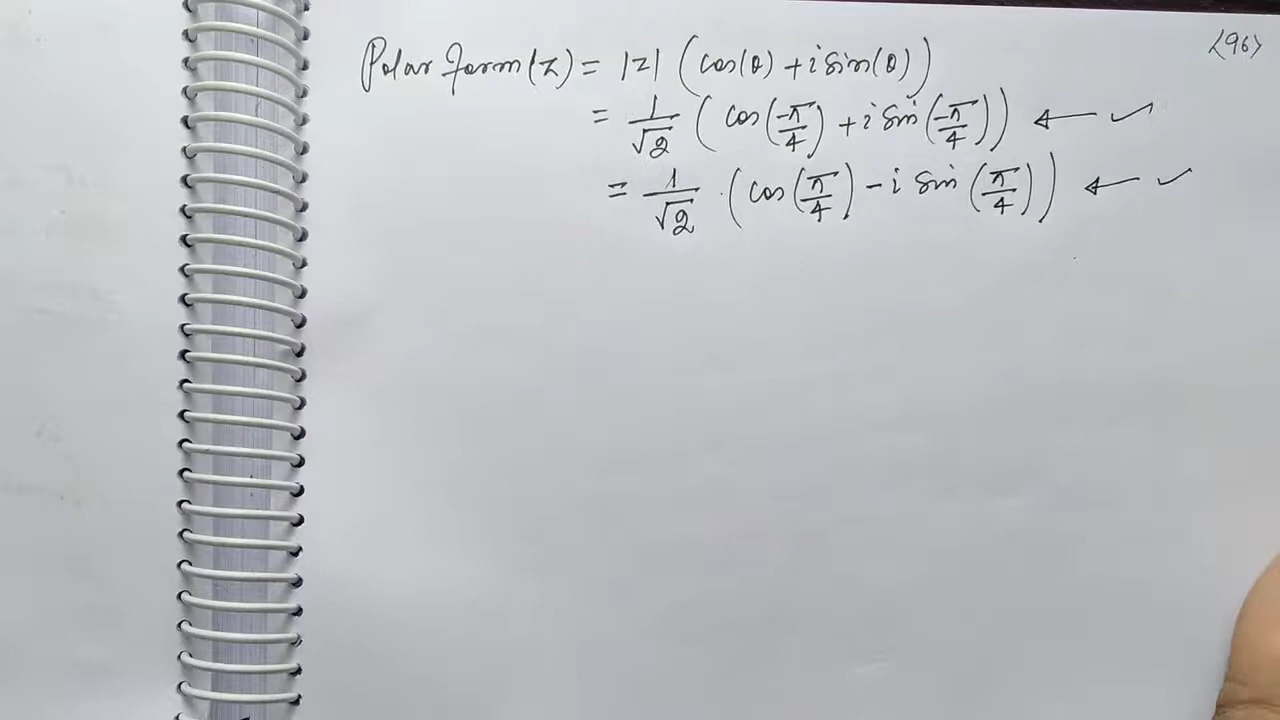 ⟨96⟩
Polar Form(z) = |z| (cos(θ) + i sin(θ))
= 1/√2 (cos(-π/4) + i sin(-π/4)) ← ✓
= 1/√2 · (cos(π/4) - i sin(π/4)) ← ✓